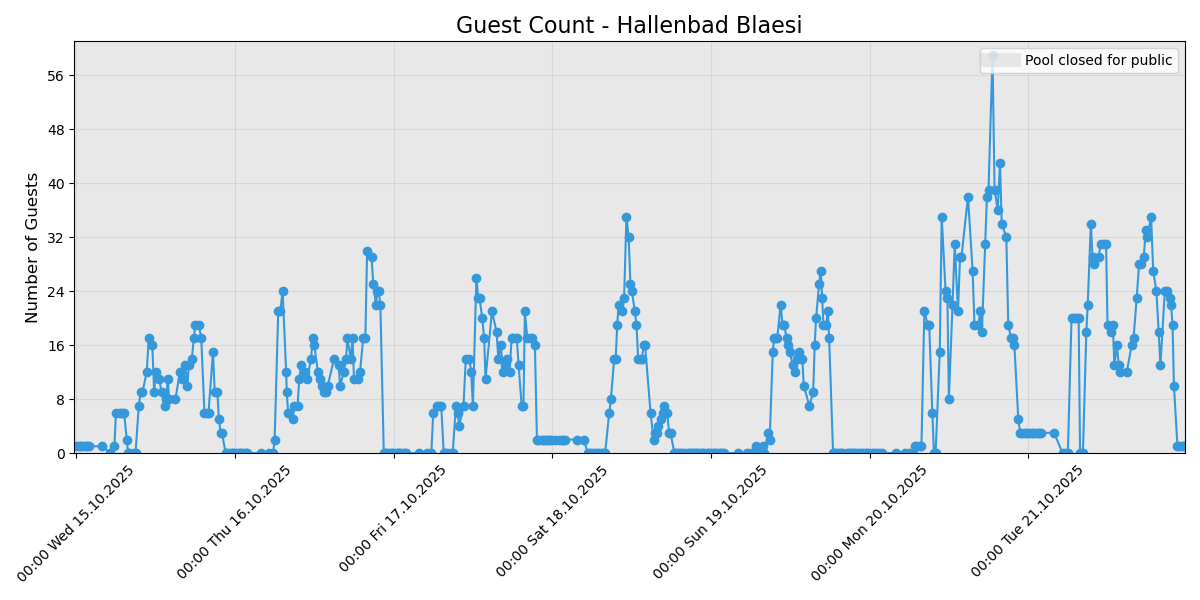 Guest Count - Hallenbad Blaesi
Pool closed for public
Number of Guests
56
48
40
32
24
16
8
0
00:00 Wed 15.10.2025
00:00 Thu 16.10.2025
00:00 Fri 17.10.2025
00:00 Sat 18.10.2025
00:00 Sun 19.10.2025
00:00 Mon 20.10.2025
00:00 Tue 21.10.2025